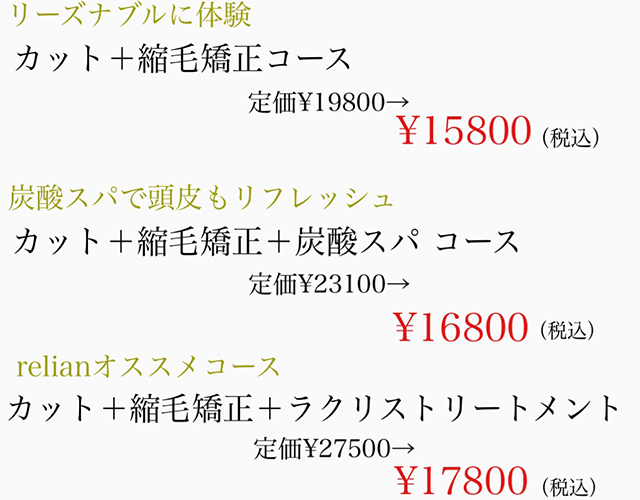 リーズナブルに体験
カット＋縮毛矯正コース
定価¥19800→
¥15800（税込）
炭酸スパで頭皮もリフレッシュ
カット＋縮毛矯正＋炭酸スパ コース
定価¥23100→
¥16800（税込）
relianオススメコース
カット＋縮毛矯正＋ラクリストリートメント
定価¥27500→
¥17800（税込）